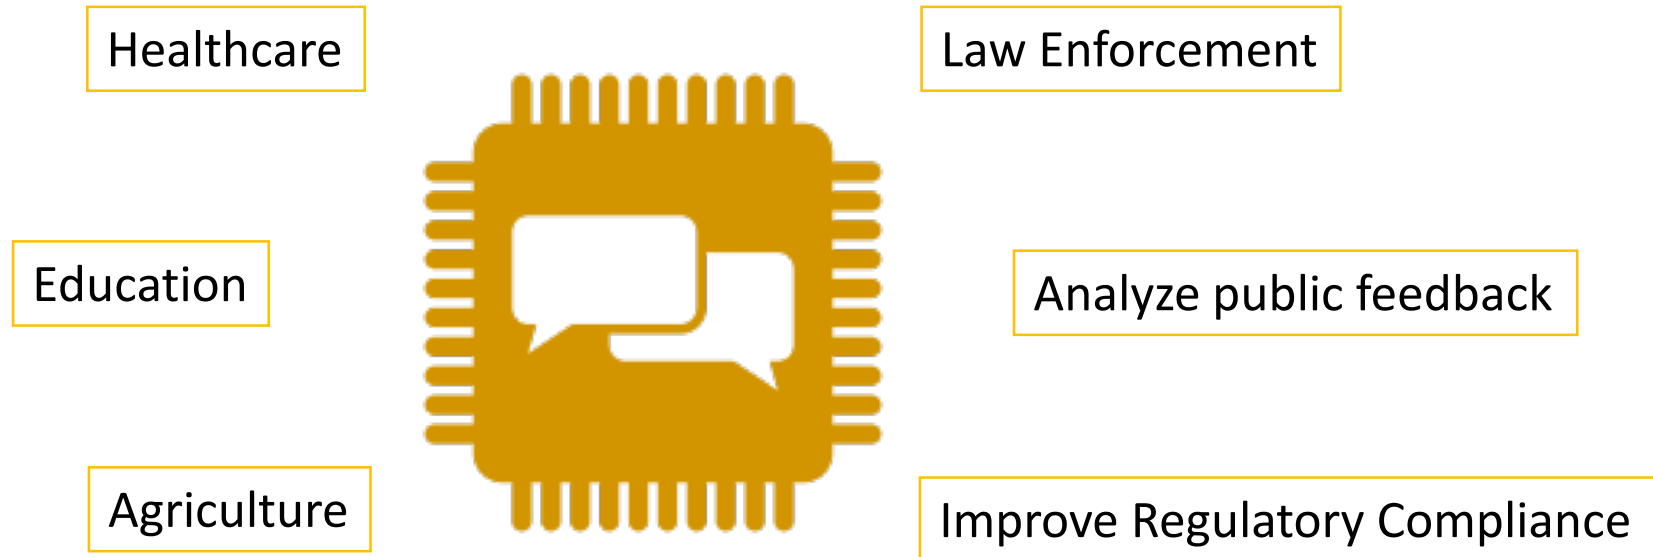 Healthcare
Law Enforcement
Education
Analyze public feedback
Agriculture
Improve Regulatory Compliance